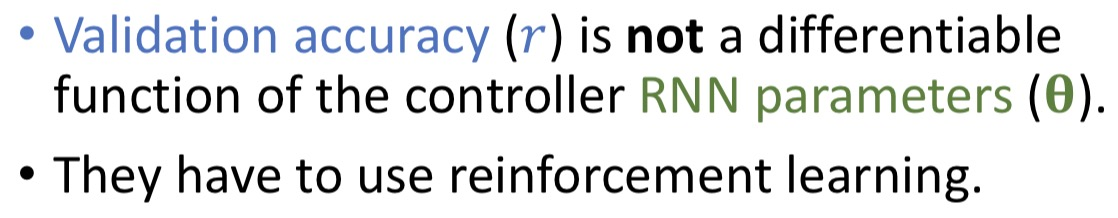 • Validation accuracy (r) is not a differentiable
function of the controller RNN parameters (θ).
• They have to use reinforcement learning.